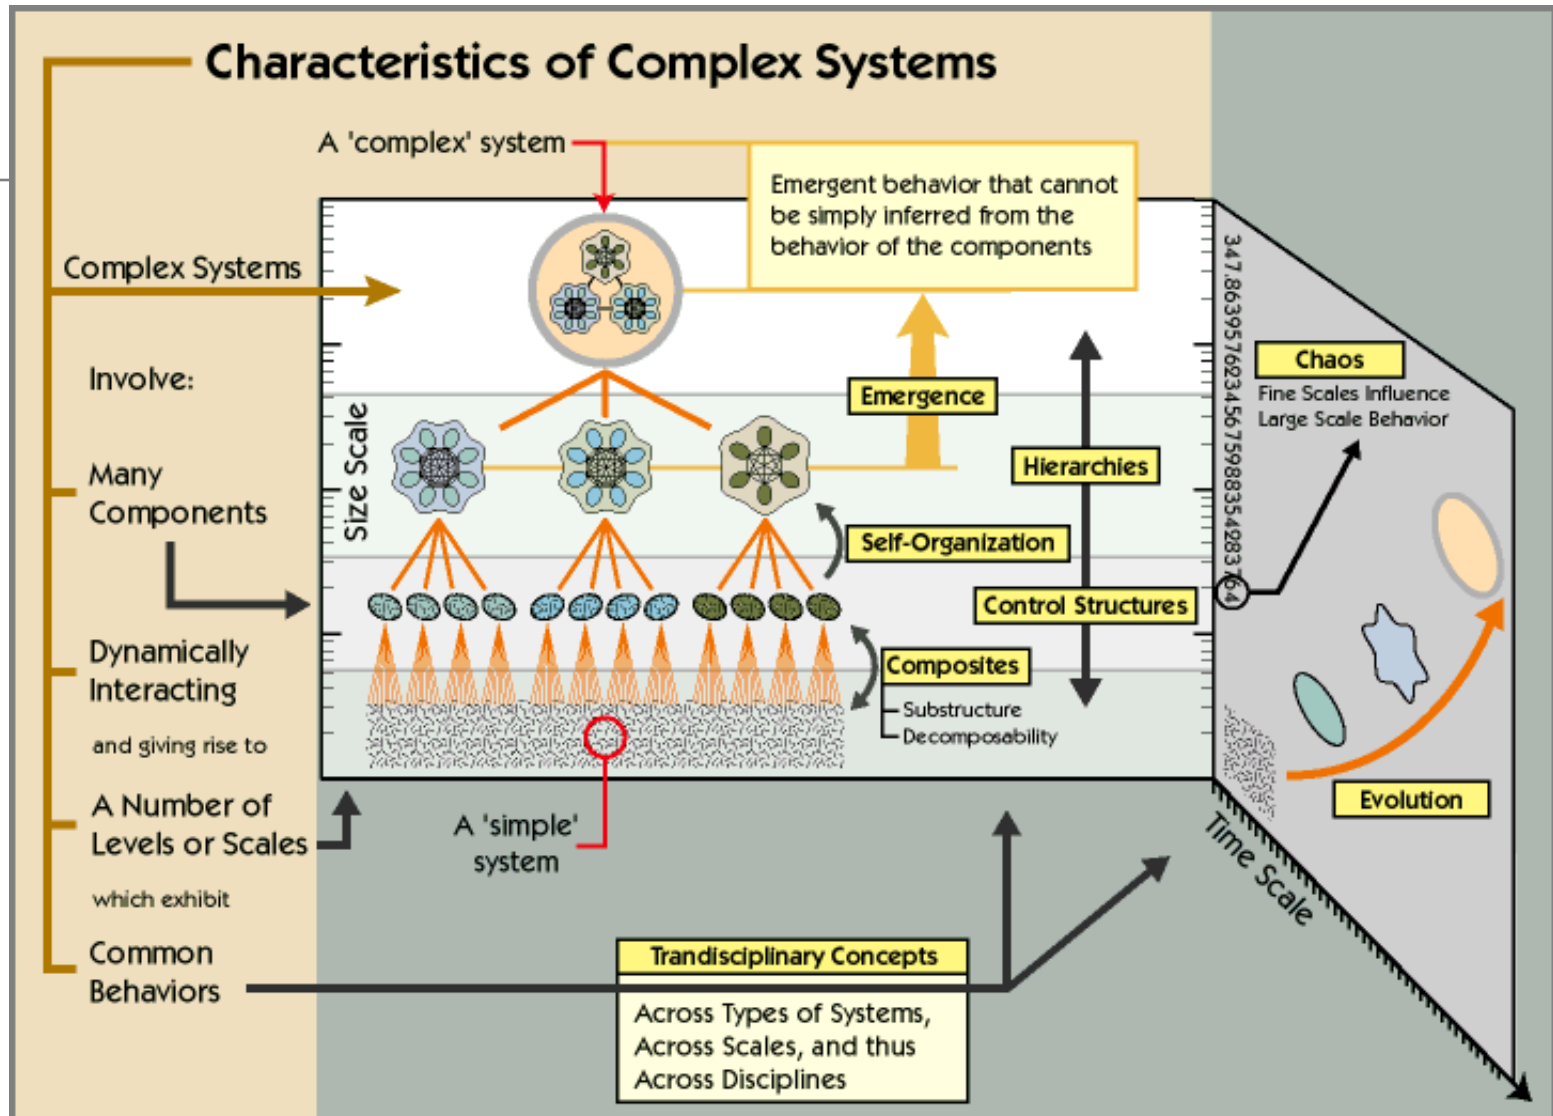 Characteristics of Complex Systems
A 'complex' system
Emergent behavior that cannot
be simply inferred from the
behavior of the components
Complex Systems
Involve:
Many
Components
Dynamically
Interacting
and giving rise to
A Number of
Levels or Scales
which exhibit
Common
Behaviors
Size Scale
Emergence
Hierarchies
Self-Organization
Control Structures
Composites
Substructure
Decomposability
A 'simple'
system
347.8639576234567598835428376​4
Chaos
Fine Scales Influence
Large Scale Behavior
Evolution
Time Scale
Trandisciplinary Concepts
Across Types of Systems,
Across Scales, and thus
Across Disciplines